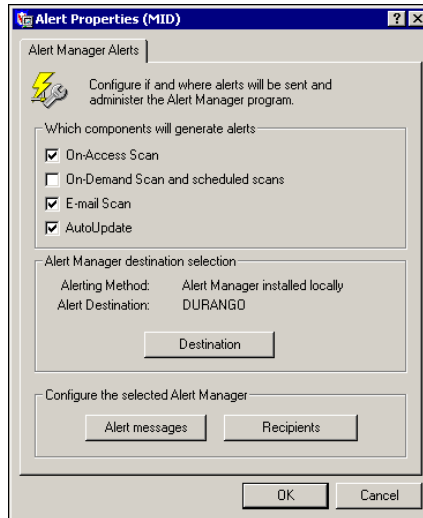 Alert Properties (MID)
Alert Manager Alerts
Configure if and where alerts will be sent and
administer the Alert Manager program.
Which components will generate alerts
On-Access Scan
On-Demand Scan and scheduled scans
E-mail Scan
AutoUpdate
Alert Manager destination selection
Alerting Method: Alert Manager installed locally
Alert Destination: DURANGO
Destination
Configure the selected Alert Manager
Alert messages Recipients
OK Cancel